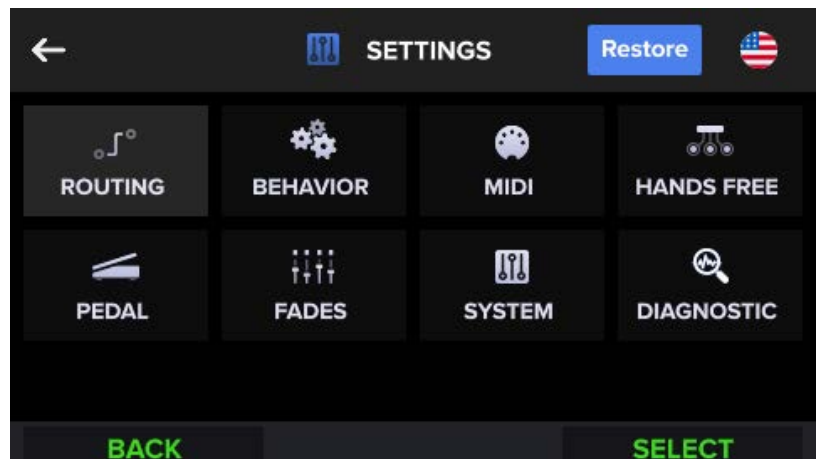 SETTINGS Restore
ROUTING BEHAVIOR MIDI HANDS FREE
PEDAL FADES SYSTEM DIAGNOSTIC
BACK SELECT